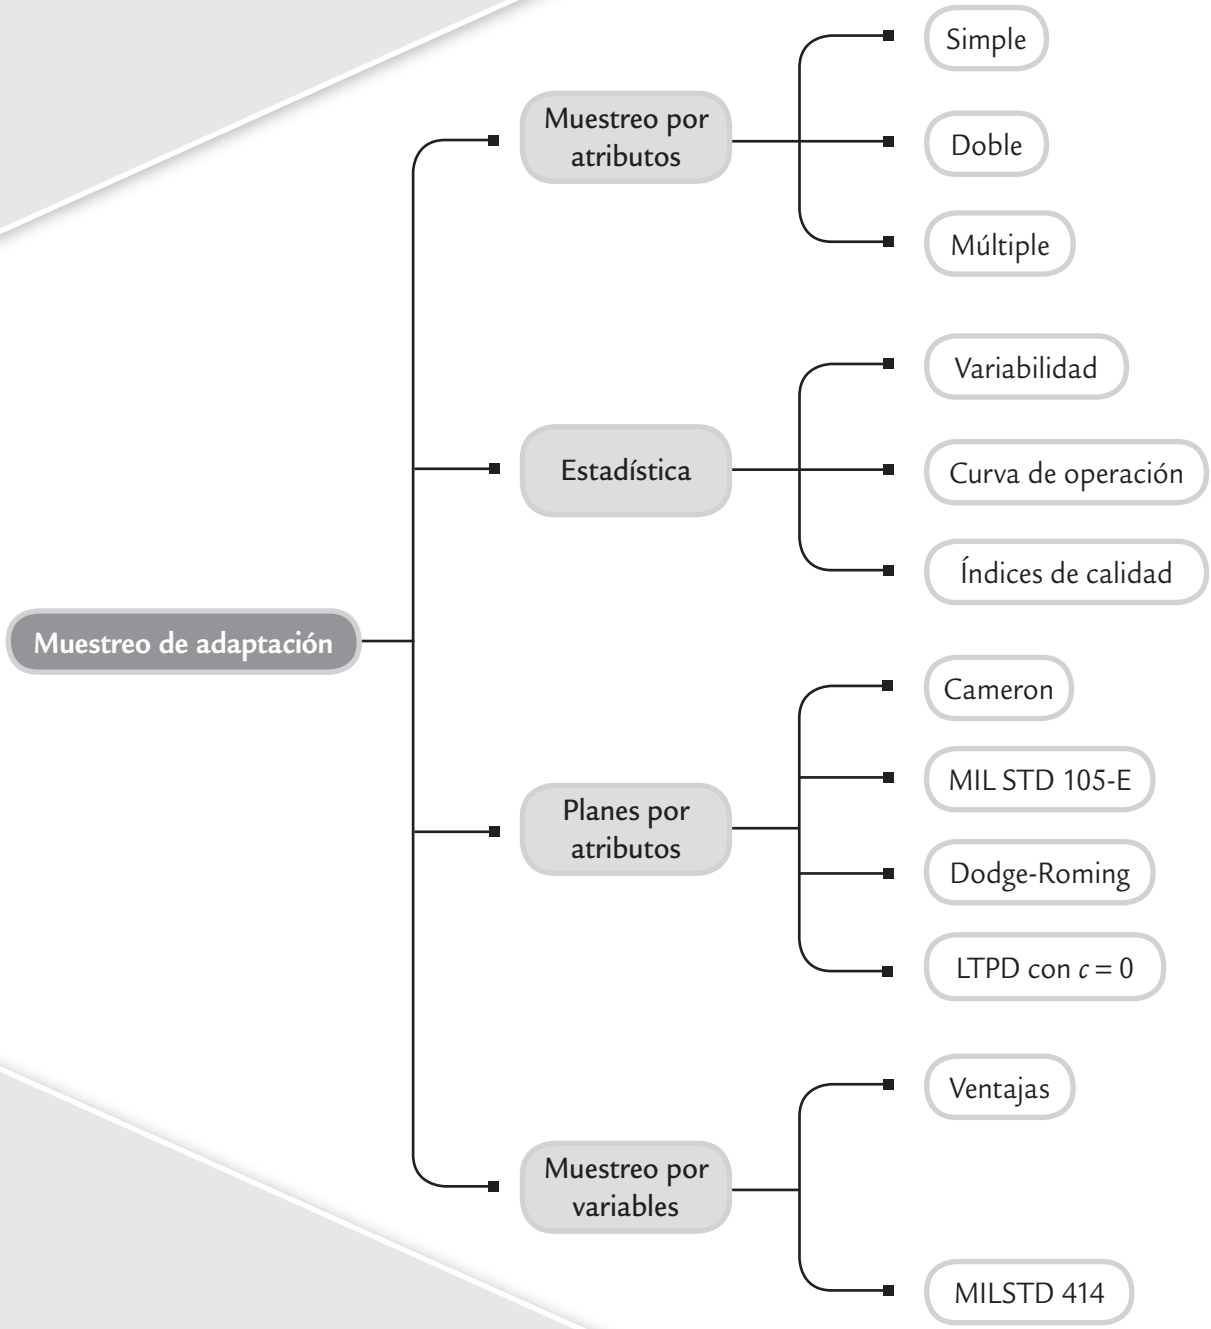 Simple
Muestreo por
atributos
Doble
Múltiple
Variabilidad
Estadística
Curva de operación
Índices de calidad
Muestreo de adaptación
Cameron
MIL STD 105-E
Planes por
atributos
Dodge-Roming
LTPD con c = 0
Ventajas
Muestreo por
variables
MILSTD 414